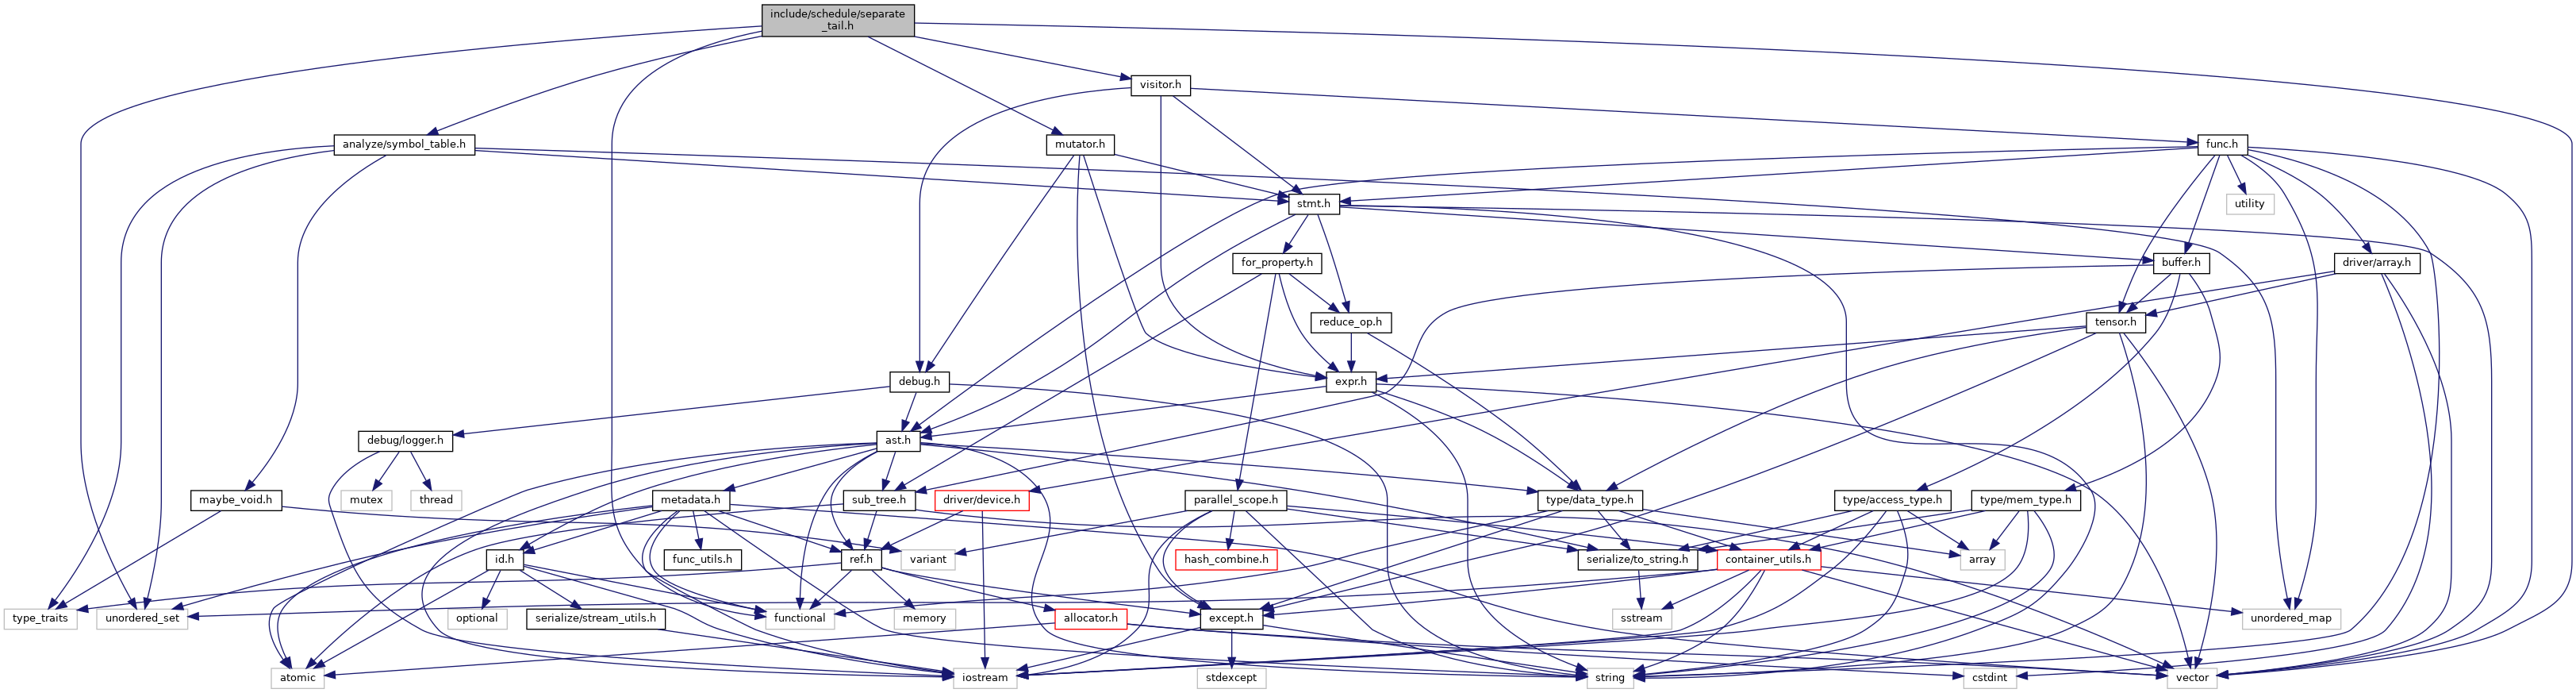 include/schedule/separate
_tail.h
visitor.h
analyze/symbol_table.h
mutator.h
func.h
stmt.h
utility
for_property.h
buffer.h
driver/array.h
reduce_op.h
tensor.h
debug.h
expr.h
debug/logger.h
ast.h
maybe_void.h
mutex
thread
metadata.h
sub_tree.h
driver/device.h
parallel_scope.h
type/data_type.h
type/access_type.h
type/mem_type.h
id.h
func_utils.h
ref.h
variant
hash_combine.h
serialize/to_string.h
container_utils.h
array
type_traits
unordered_set
optional
serialize/stream_utils.h
functional
memory
allocator.h
except.h
sstream
unordered_map
atomic
iostream
stdexcept
string
cstdint
vector